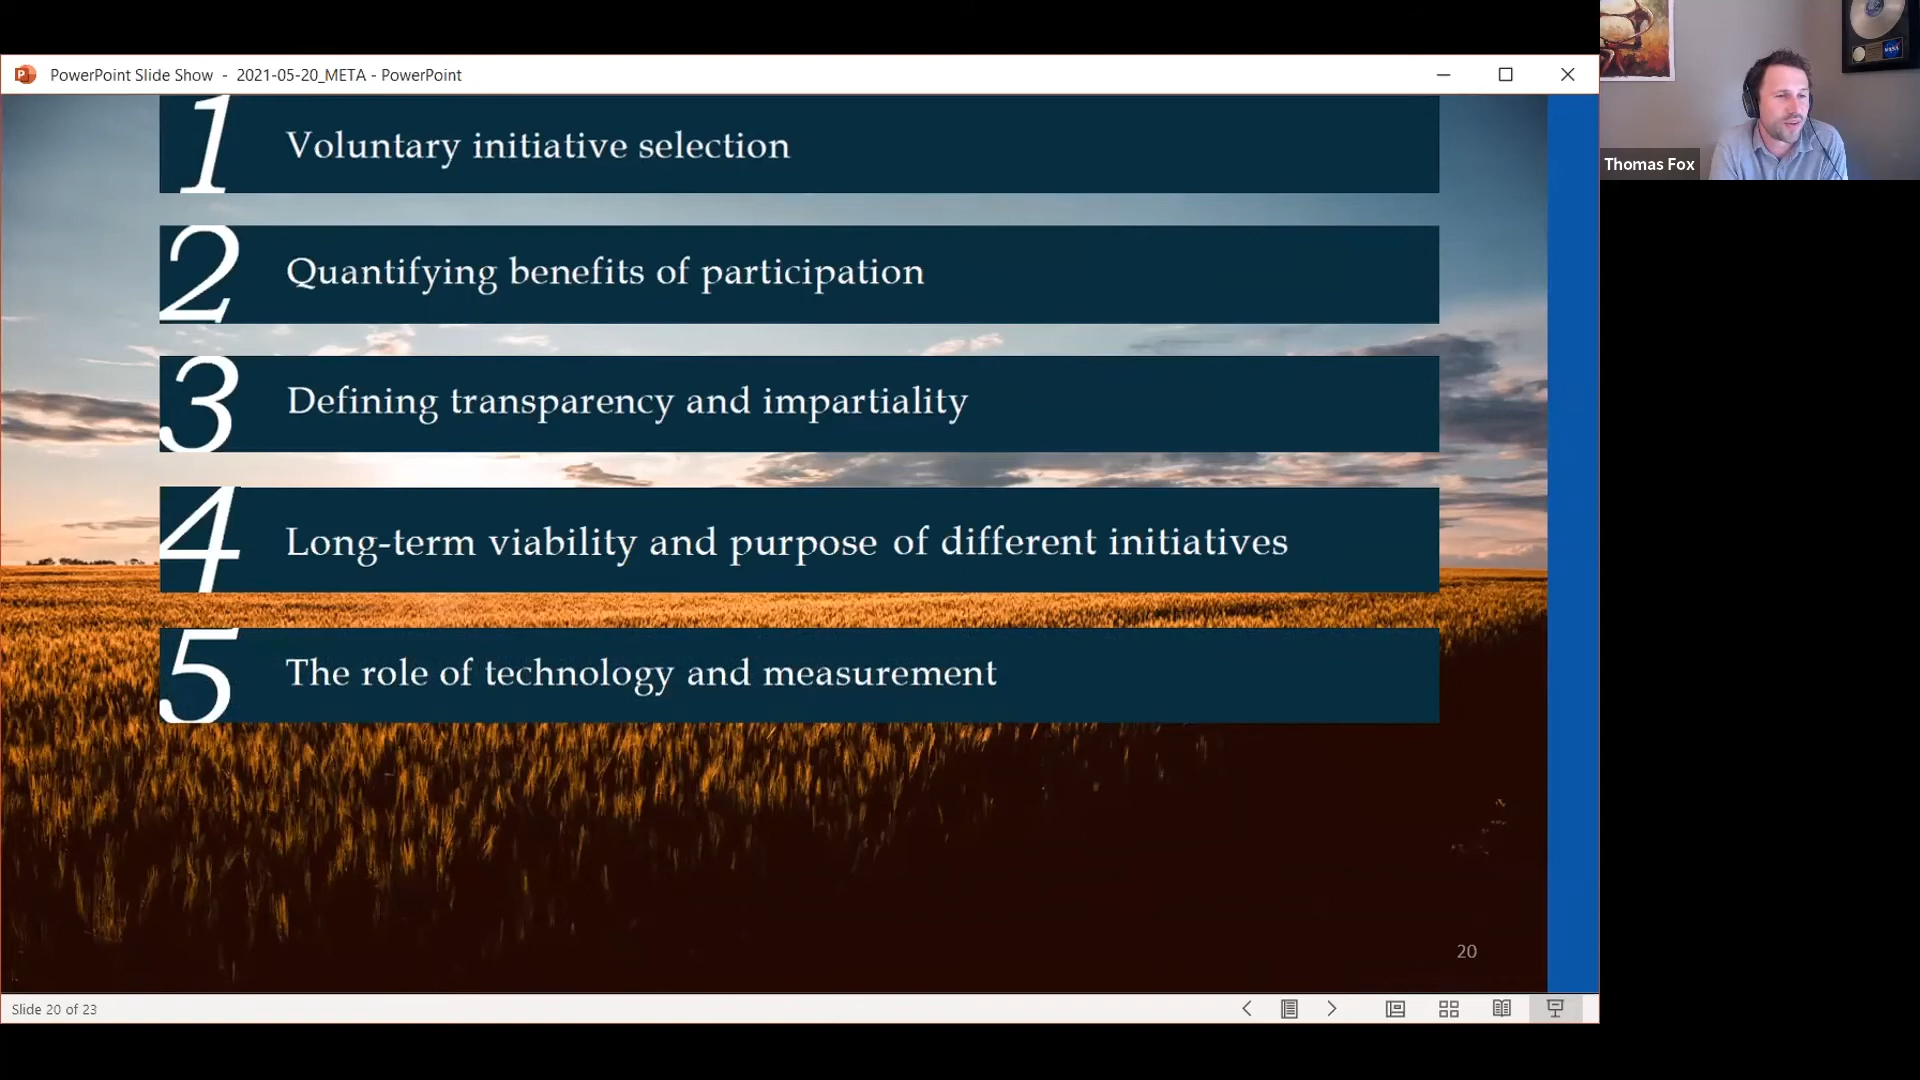 PowerPoint Slide Show - 2021-05-20_META - PowerPoint
1 Voluntary initiative selection
2 Quantifying benefits of participation
3 Defining transparency and impartiality
4 Long-term viability and purpose of different initiatives
5 The role of technology and measurement
20
Slide 20 of 23
Thomas Fox
NASA